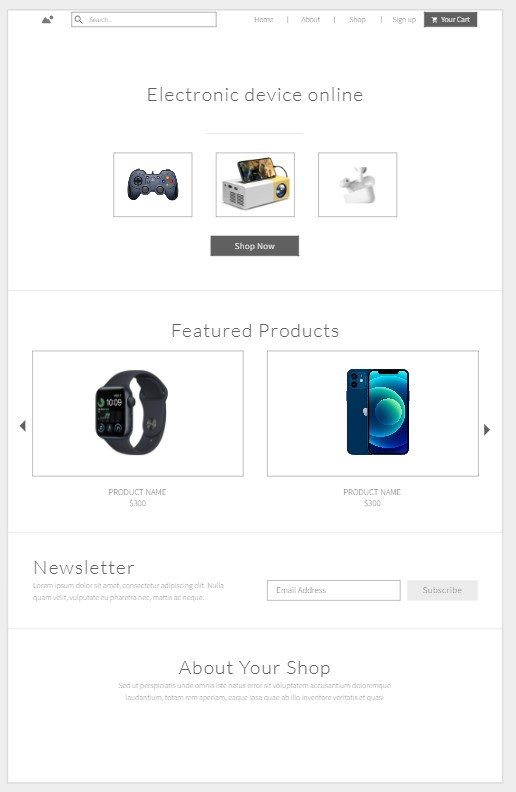 Search...
Home | About | Shop | Sign up Your Cart
Electronic device online
Shop Now
Featured Products
10:09
PRODUCT NAME
$300
PRODUCT NAME
$300
Newsletter
Lorem ipsum dolor sit amet, consectetur adipiscing elit. Nulla
quam velit, vulputate eu pharetra nec, mattis ac neque.
Email Address
Subscribe
About Your Shop
Sed ut perspiciatis unde omnis iste natus error sit voluptatem accusantium doloremque
laudantium, totam rem aperiam, eaque ipsa quae ab illo inventore veritatis et quasi